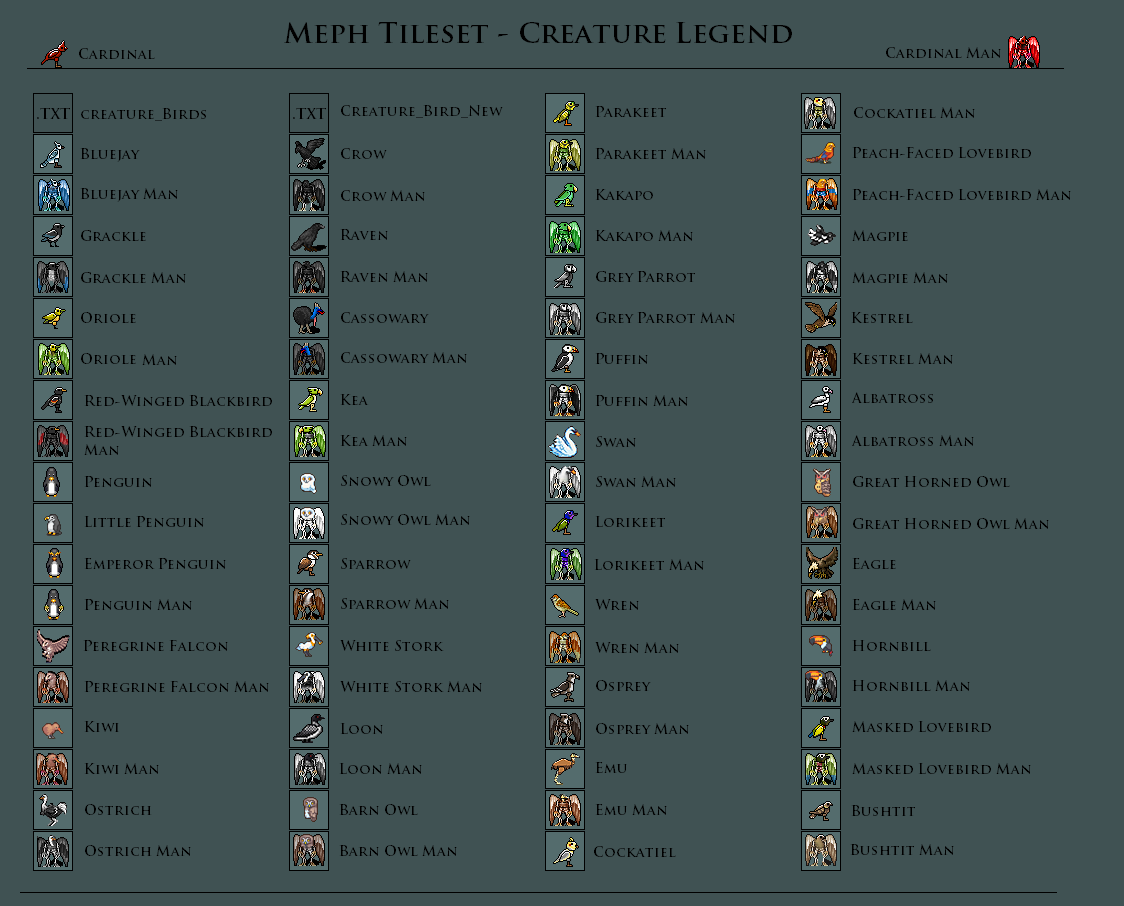 Meph Tileset - Creature Legend
Cardinal
Cardinal Man
.TXT
creature_Birds
Bluejay
Bluejay Man
Grackle
Grackle Man
Oriole
Oriole Man
Red-Winged Blackbird
Red-Winged Blackbird
Man
Penguin
Little Penguin
Emperor Penguin
Penguin Man
Peregrine Falcon
Peregrine Falcon Man
Kiwi
Kiwi Man
Ostrich
Ostrich Man
.TXT
Creature_Bird_New
Crow
Crow Man
Raven
Raven Man
Cassowary
Cassowary Man
Kea
Kea Man
Snowy Owl
Snowy Owl Man
Sparrow
Sparrow Man
White Stork
White Stork Man
Loon
Loon Man
Barn Owl
Barn Owl Man
Parakeet
Parakeet Man
Kakapo
Kakapo Man
Grey Parrot
Grey Parrot Man
Puffin
Puffin Man
Swan
Swan Man
Lorikeet
Lorikeet Man
Wren
Wren Man
Osprey
Osprey Man
Emu
Emu Man
Cockatiel
Cockatiel Man
Peach-Faced Lovebird
Peach-Faced Lovebird Man
Magpie
Magpie Man
Kestrel
Kestrel Man
Albatross
Albatross Man
Great Horned Owl
Great Horned Owl Man
Eagle
Eagle Man
Hornbill
Hornbill Man
Masked Lovebird
Masked Lovebird Man
Bushtit
Bushtit Man